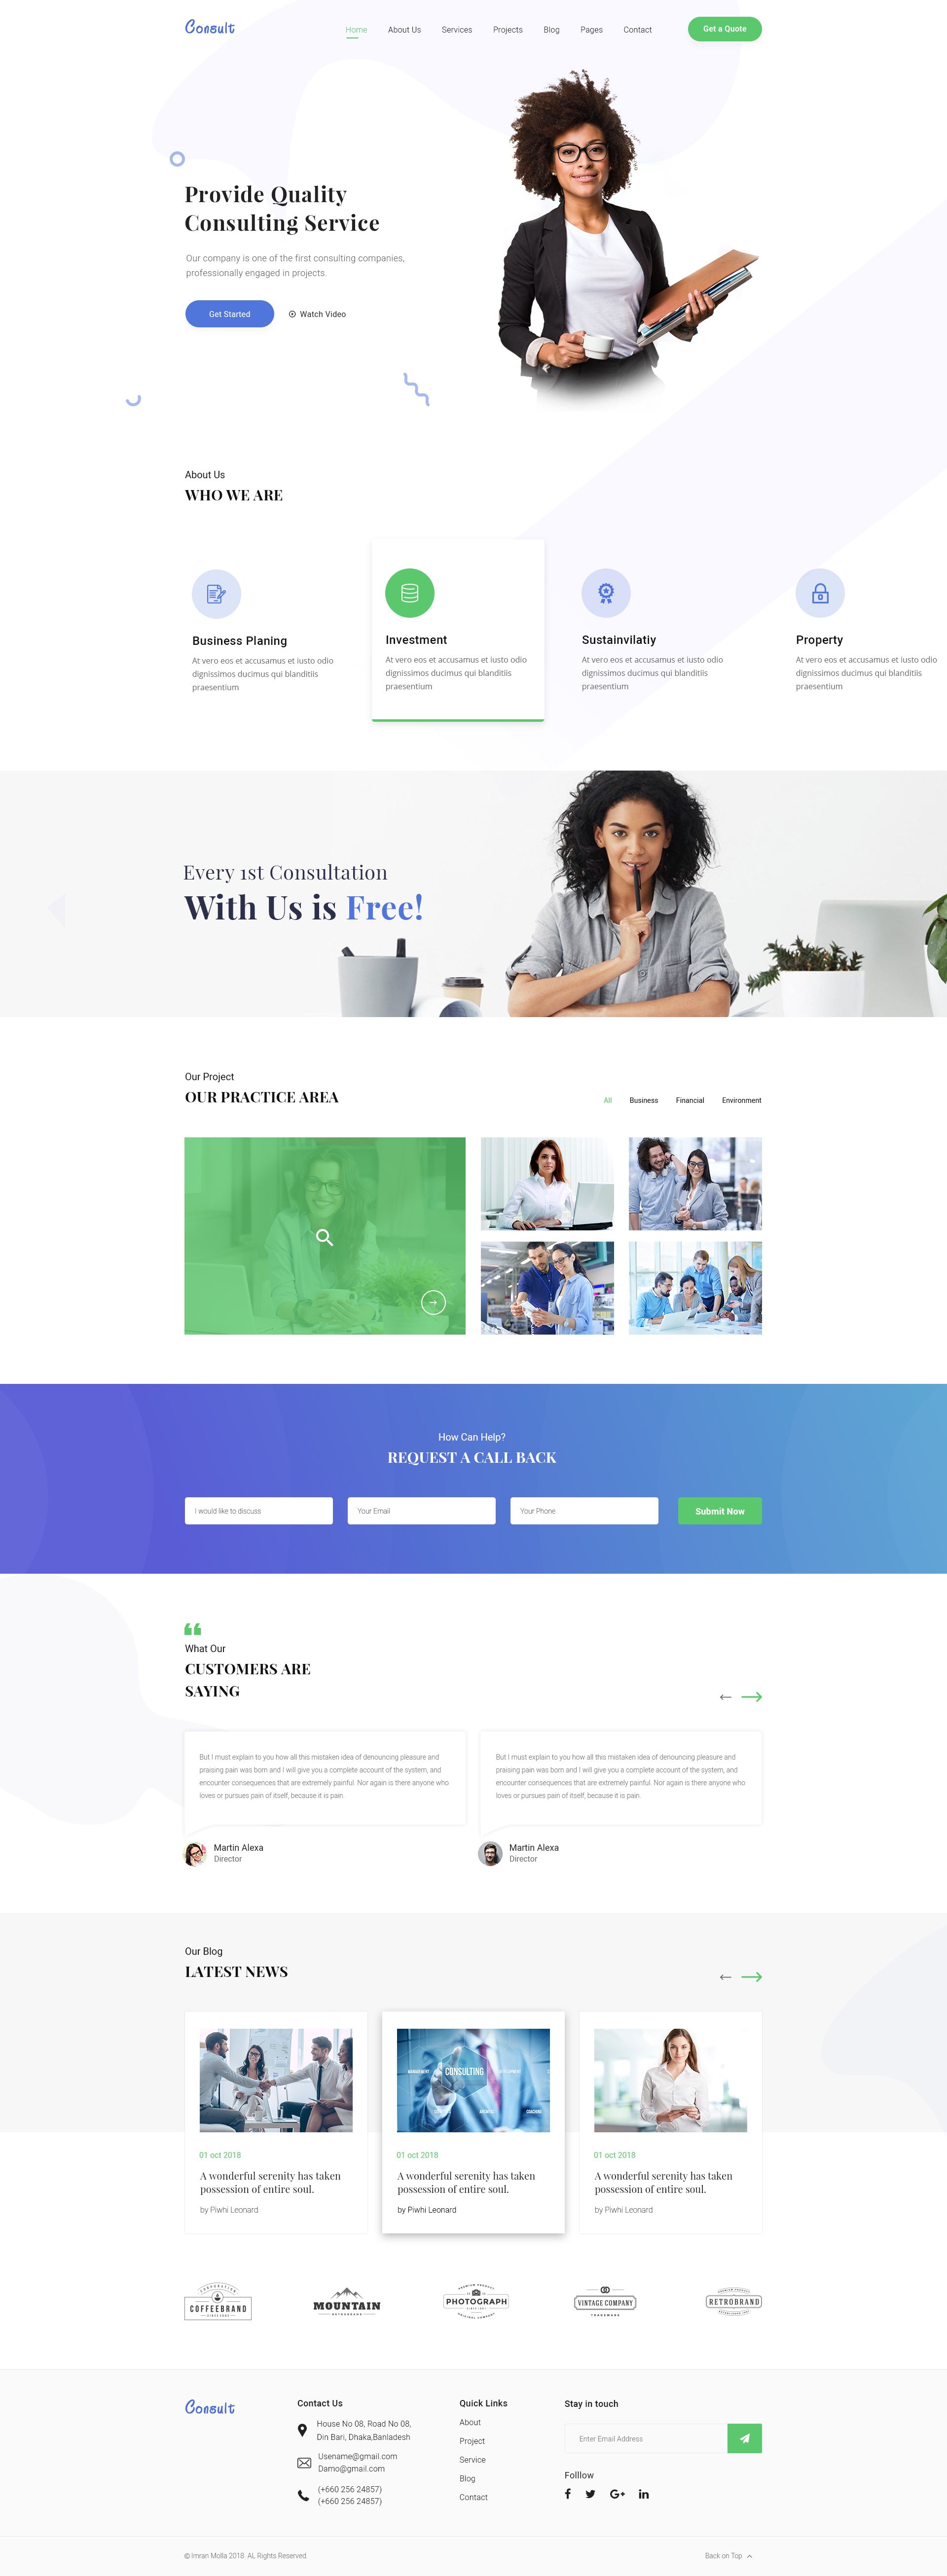 Consult
Home About Us Services Projects Blog Pages Contact
Get a Quote
Provide Quality
Consulting Service
Our company is one of the first consulting companies,
professionally engaged in projects.
Get Started
Watch Video
About Us
WHO WE ARE
Business Planing
At vero eos et accusamus et iusto odio
dignissimos ducimus qui blanditiis
praesentium
Investment
At vero eos et accusamus et iusto odio
dignissimos ducimus qui blanditiis
praesentium
Sustainvilatiy
At vero eos et accusamus et iusto odio
dignissimos ducimus qui blanditiis
praesentium
Property
At vero eos et accusamus et iusto odio
dignissimos ducimus qui blanditiis
praesentium
Every 1st Consultation
With Us is Free!
Our Project
OUR PRACTICE AREA
All Business Financial Environment
How Can Help?
REQUEST A CALL BACK
I would like to discuss
Your Email
Your Phone
Submit Now
What Our
CUSTOMERS ARE
SAYING
But I must explain to you how all this mistaken idea of denouncing pleasure and
praising pain was born and I will give you a complete account of the system, and
encounter consequences that are extremely painful. Nor again is there anyone who
loves or pursues pain of itself, because it is pain.
Martin Alexa
Director
But I must explain to you how all this mistaken idea of denouncing pleasure and
praising pain was born and I will give you a complete account of the system, and
encounter consequences that are extremely painful. Nor again is there anyone who
loves or pursues pain of itself, because it is pain.
Martin Alexa
Director
Our Blog
LATEST NEWS
01 oct 2018
A wonderful serenity has taken
possession of entire soul.
by Piwhi Leonard
MANAGEMENT
CONSULTING
COACHING
01 oct 2018
A wonderful serenity has taken
possession of entire soul.
by Piwhi Leonard
01 oct 2018
A wonderful serenity has taken
possession of entire soul.
by Piwhi Leonard
CORPORATION
COFFEEBRAND
MOUNTAIN
RETROBRAND
PREMIUM PRODUCT
PHOTOGRAPH
ORIGINAL COMPANY
VINTAGE COMPANY
TRADEMARK
PREMIUM PRODUCT
RETROBRAND
Consult
Contact Us
House No 08, Road No 08,
Din Bari, Dhaka,Banladesh
Usename@gmail.com
Damo@gmail.com
(+660 256 24857)
(+660 256 24857)
Quick Links
About
Project
Service
Blog
Contact
Stay in touch
Enter Email Address
Folllow
© Imran Molla 2018. AL Rights Reserved.
Back on Top